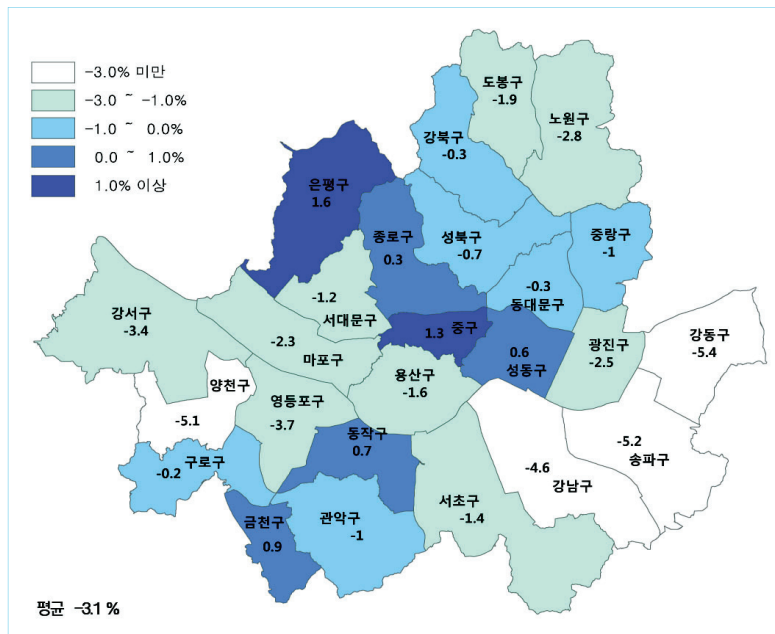 -3.0% 미만
-3.0 ~ -1.0%
-1.0 ~ 0.0%
0.0 ~ 1.0%
1.0% 이상
도봉구
-1.9
노원구
-2.8
강북구
-0.3
은평구
1.6
종로구
0.3
성북구
-0.7
중랑구
-1
-0.3
동대문구
강서구
-3.4
-1.2
서대문구
-2.3
마포구
1.3 중구
0.6
성동구
광진구
-2.5
강동구
-5.4
양천구
-5.1
영등포구
-3.7
용산구
-1.6
동작구
0.7
-5.2
송파구
-4.6
강남구
구로구
-0.2
서초구
-1.4
금천구
0.9
관악구
-1
평균 -3.1 %